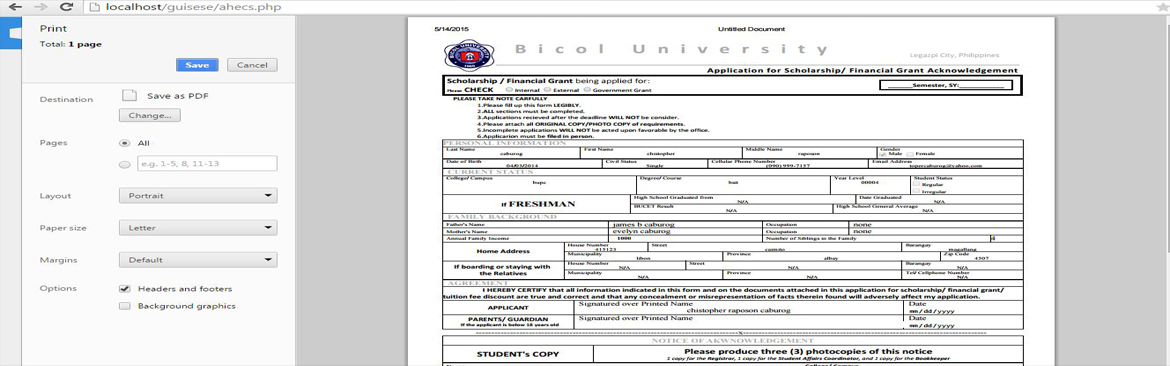 localhost/guisese/ahecs.php
Print
Total: 1 page
Save Cancel
Destination Save as PDF
Change...
Pages All
e.g. 1-5, 8, 11-13
Layout Portrait
Paper size Letter
Margins Default
Options Headers and footers
Background graphics
5/14/2015 Untitled Document
Bicol University
Legazpi City, Philippines
Application for Scholarship/ Financial Grant Acknowledgement
Scholarship / Financial Grant being applied for:
Please CHECK Internal External Government Grant
______Semester, SY:____________
PLEASE TAKE NOTE CARFULLY
1.Please fill up this form LEGIBLY.
2.ALL sections must be completed.
3.Applications recieved after the deadline WILL NOT be consider.
4.Please attach all ORIGINAL COPY/PHOTO COPY of requirements.
5.Incomplete applications WILL NOT be acted upon favorable by the office.
6.Applicarion must be filed in person.
PERSONAL INFORMATION
Last Name First Name Middle Name Gender
caburog chistopher raposon Male Female
Date of Birth Civil Status Cellular Phone Number Email Address
04/03/2014 Single (090) 999-7157 topercaburog@yahoo.com
CURRENT STATUS
College/ Campus Degree/ Course Year Level Student Status
bupc bsit 00004 Regular
Irregular
if FRESHMAN
High School Graduated from Date Graduated
N/A N/A
BUCET Result High School General Average
N/A N/A
FAMILY BACKGROUND
Father's Name james b caburog Occupation none
Mother's Name evelyn caburog Occupation none
Annual Family Income 1000 Number of Siblings in the Family 4
Home Address
House Number Street Barangay
415123 camito magallang
Municipality Province Zip Code
libon albay 4507
If boarding or staying with the Relatives
House Number Street Barangay
N/A N/A N/A
Municipality Province Tel/ Cellphone Number
N/A N/A N/A
AGREEMENT
I HEREBY CERTIFY that all information indicated in this form and on the documents attached in this application for scholarship/ financial grant/
tuition fee discount are true and correct and that any concealment or misrepresentation of facts therein found will adversely affect my application.
APPLICANT Signatured over Printed Name Date
chistopher raposon caburog mm / dd / yyyy
PARENTS/ GUARDIAN Signatured over Printed Name Date
If the applicant is below 18 years old mm / dd / yyyy
NOTICE OF AKWNOWLEDGEMENT
STUDENT'S COPY Please produce three (3) photocopies of this notice
1 copy for the Registrar, 1 copy for the Student Affairs Coordinator, and 1 copy for the Bookkeeper